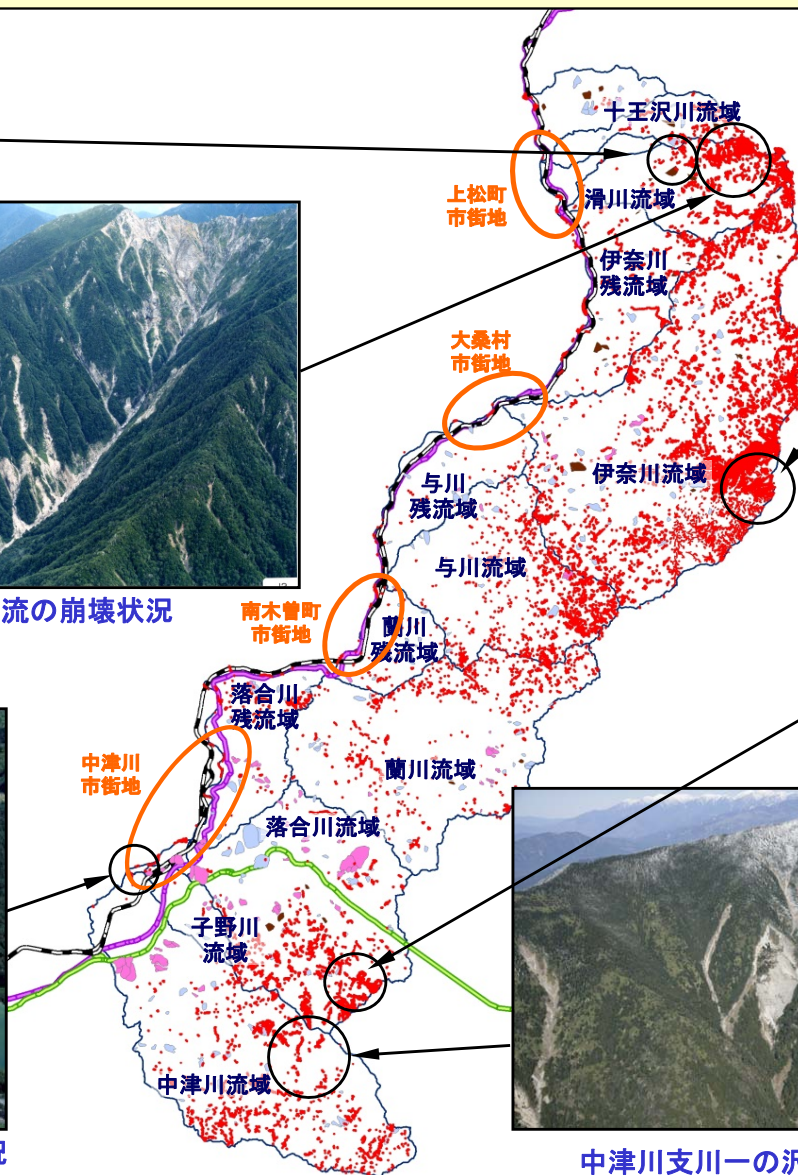 十王沢川流域
上松町
市街地
滑川流域
伊奈川
残流域
大桑村
市街地
伊奈川流域
与川
残流域
与川流域
流の崩壊状況
南木曽町
市街地
蘭川
残流域
落合川
残流域
中津川
市街地
蘭川流域
落合川流域
子野川
流域
中津川流域
況
中津川支川一の沢